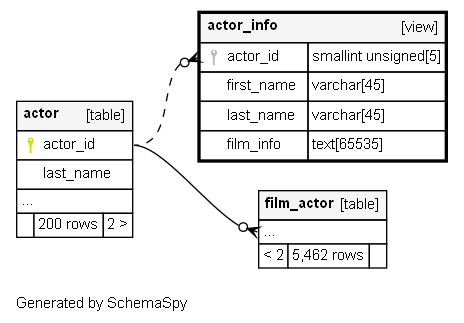 actor_info [view]
actor_id smallint unsigned[5]
first_name varchar[45]
last_name varchar[45]
film_info text[65535]
actor [table]
actor_id
last_name
...
200 rows 2 >
film_actor [table]
...
< 2 5,462 rows
Generated by SchemaSpy